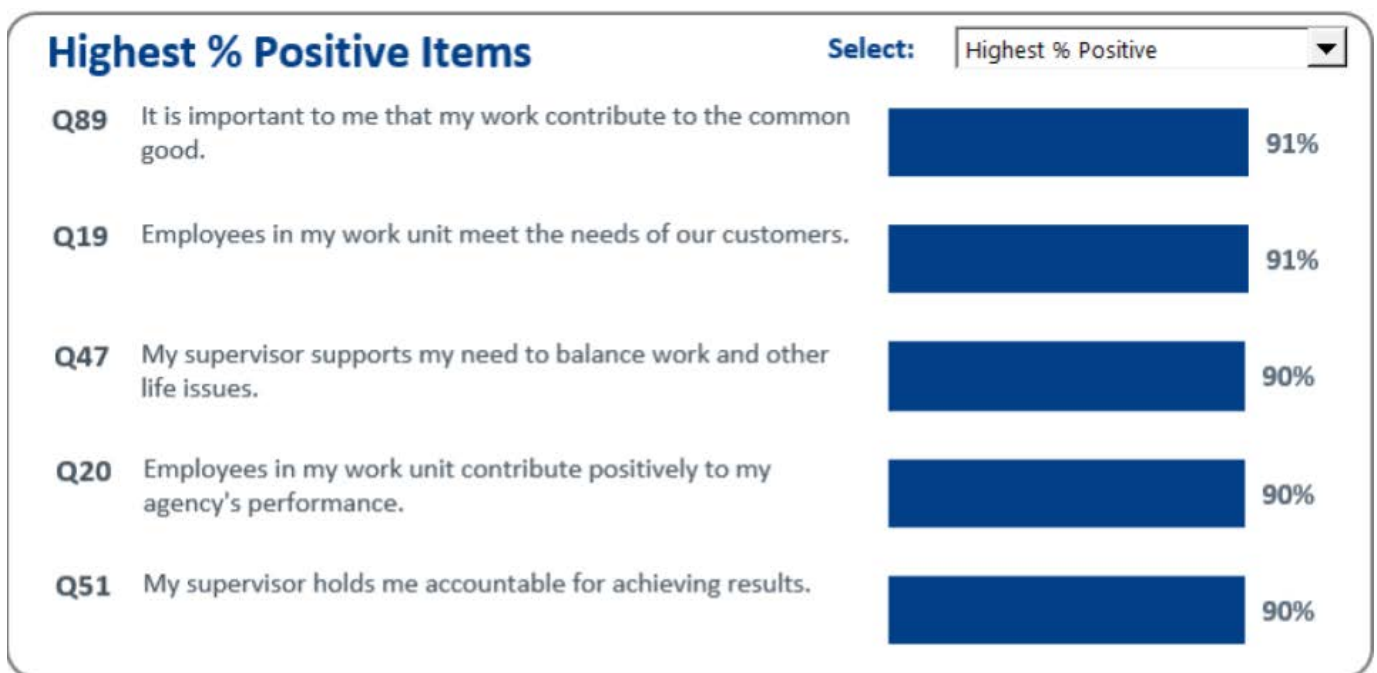 Highest % Positive Items
Select:
Highest % Positive
Q89
It is important to me that my work contribute to the common
good.
91%
Q19
Employees in my work unit meet the needs of our customers.
91%
Q47
My supervisor supports my need to balance work and other
life issues.
90%
Q20
Employees in my work unit contribute positively to my
agency's performance.
90%
Q51
My supervisor holds me accountable for achieving results.
90%